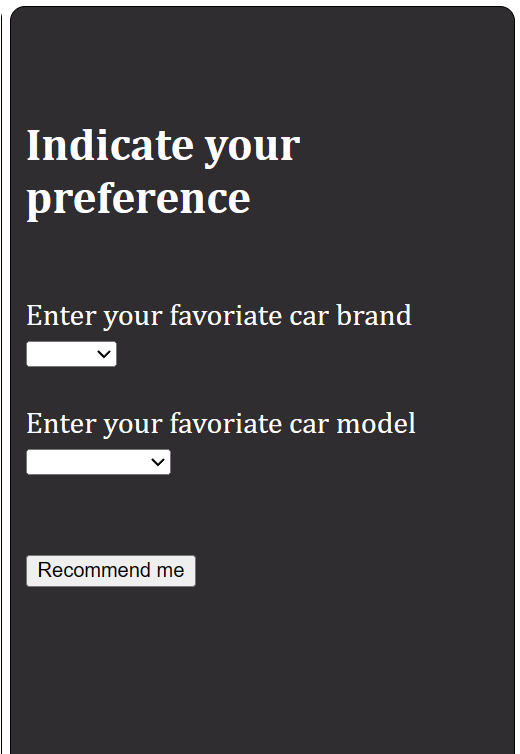 Indicate your
preference
Enter your favoriate car brand
Enter your favoriate car model
Recommend me